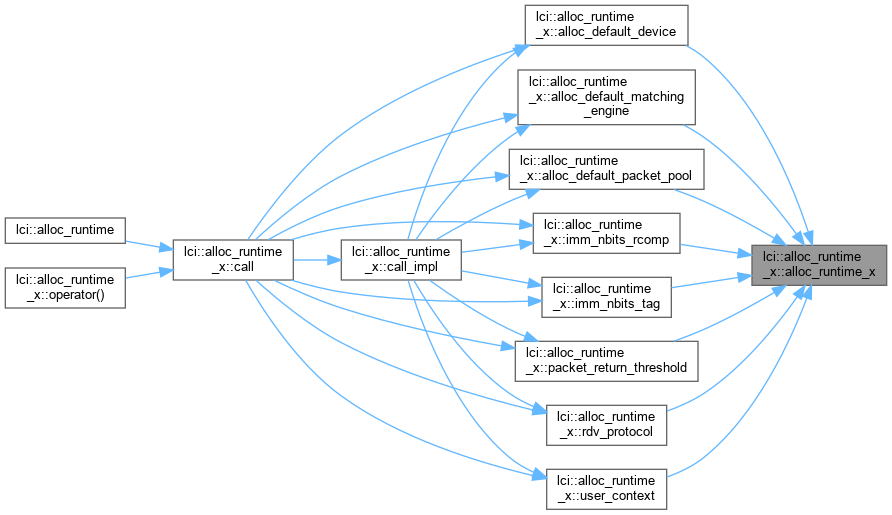 lci::alloc_runtime
_x::alloc_default_device
lci::alloc_runtime
_x::alloc_default_matching
_engine
lci::alloc_runtime
_x::alloc_default_packet_pool
lci::alloc_runtime
lci::alloc_runtime
_x::operator()
lci::alloc_runtime
_x::call
lci::alloc_runtime
_x::call_impl
lci::alloc_runtime
_x::imm_nbits_rcomp
lci::alloc_runtime
_x::alloc_runtime_x
lci::alloc_runtime
_x::imm_nbits_tag
lci::alloc_runtime
_x::packet_return_threshold
lci::alloc_runtime
_x::rdv_protocol
lci::alloc_runtime
_x::user_context